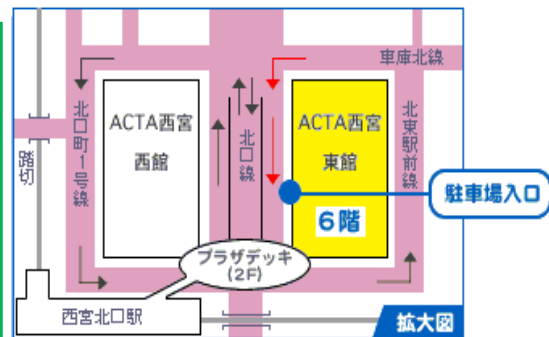 車庫北線
ACTA西宮
西館
ACTA西宮
東館
6階
北口町1号線
北口線
北東駅前線
踏切
駐車場入口
プラザデッキ
(2F)
西宮北口駅
拡大図